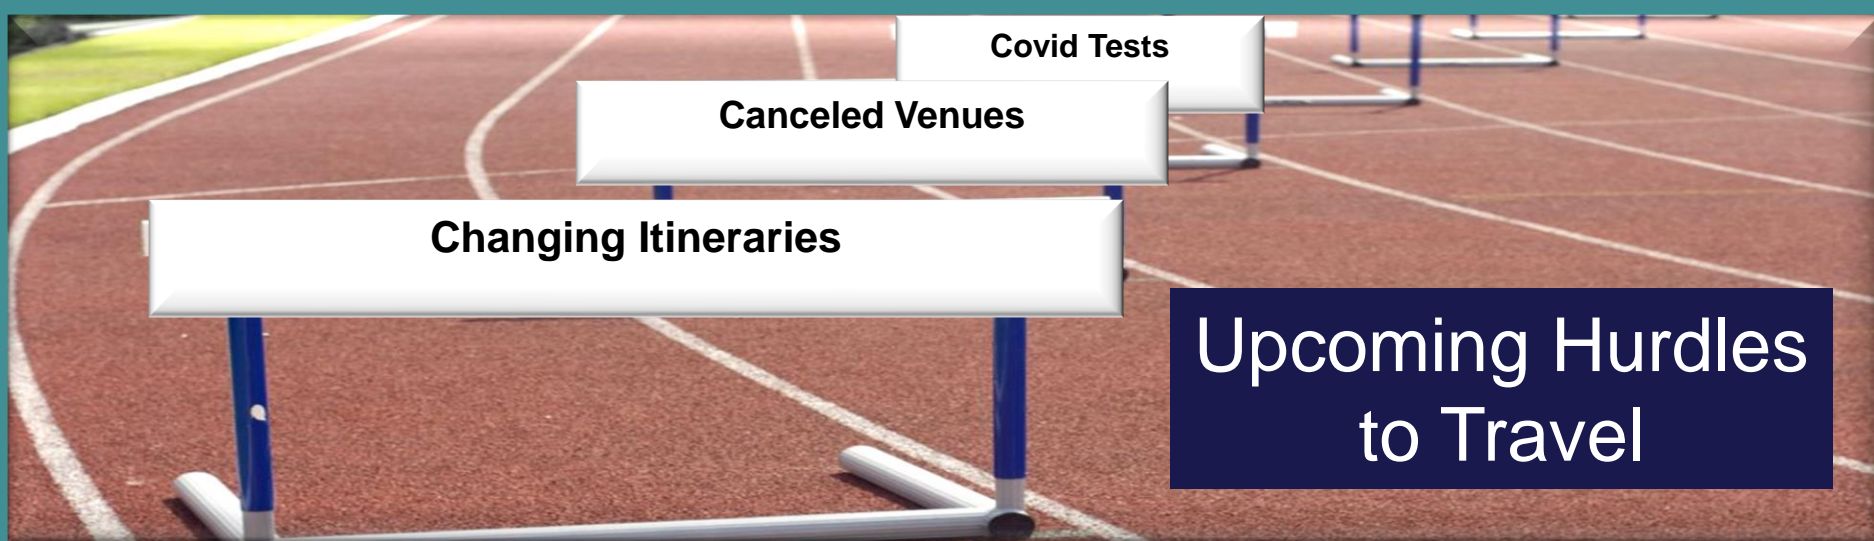 Covid Tests
Canceled Venues
Changing Itineraries
Upcoming Hurdles
to Travel